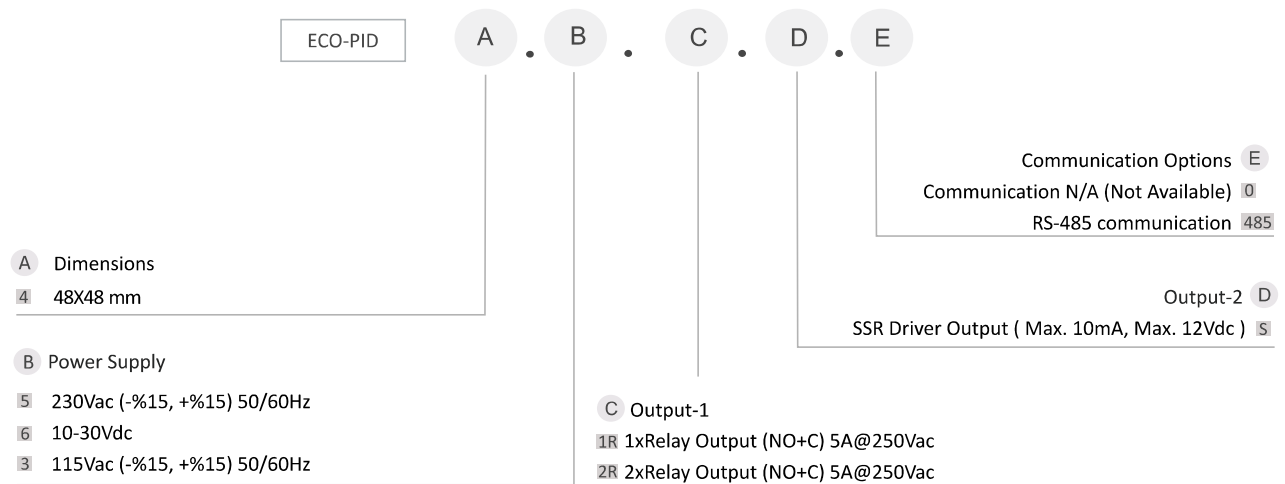 ECO-PID A . B . C . D . E
Communication Options E
Communication N/A (Not Available) 0
RS-485 communication 485
A Dimensions
4 48X48 mm
Output-2 D
SSR Driver Output ( Max. 10mA, Max. 12Vdc ) S
B Power Supply
5 230Vac (-%15, +%15) 50/60Hz
6 10-30Vdc
3 115Vac (-%15, +%15) 50/60Hz
C Output-1
1R 1xRelay Output (NO+C) 5A@250Vac
2R 2xRelay Output (NO+C) 5A@250Vac